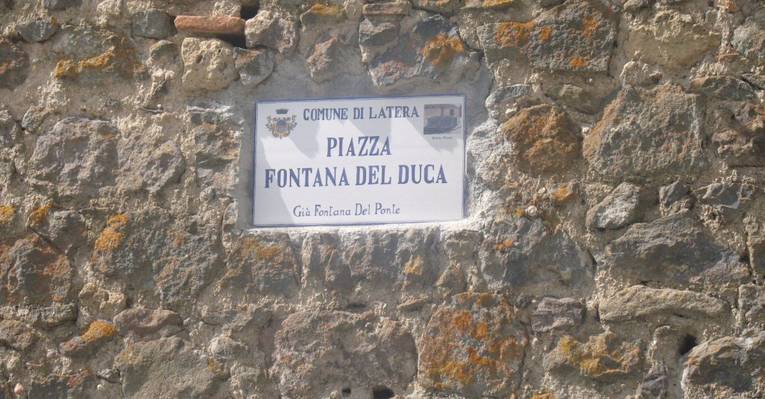 COMUNE DI LATERA
PIAZZA
FONTANA DEL DUCA
Già Fontana Del Ponte